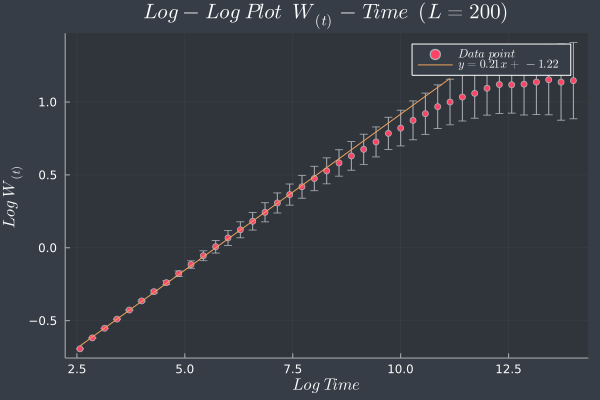 Log − Log Plot W(t) − Time (L = 200)
Data point
y = 0.21x + −1.22
Log W(t)
1.0
0.5
0.0
−0.5
2.5 5.0 7.5 10.0 12.5
Log Time